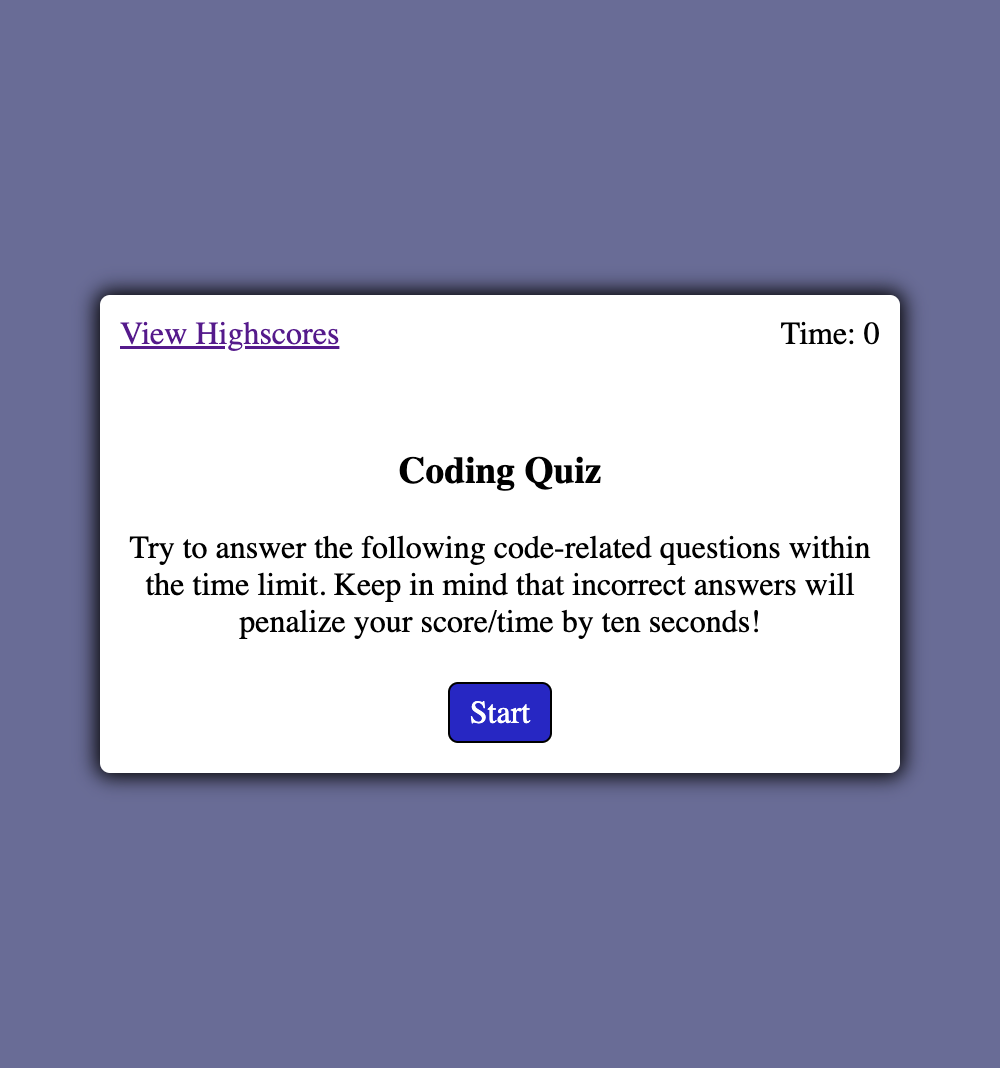 View Highscores
Time: 0
Coding Quiz
Try to answer the following code-related questions within
the time limit. Keep in mind that incorrect answers will
penalize your score/time by ten seconds!
Start